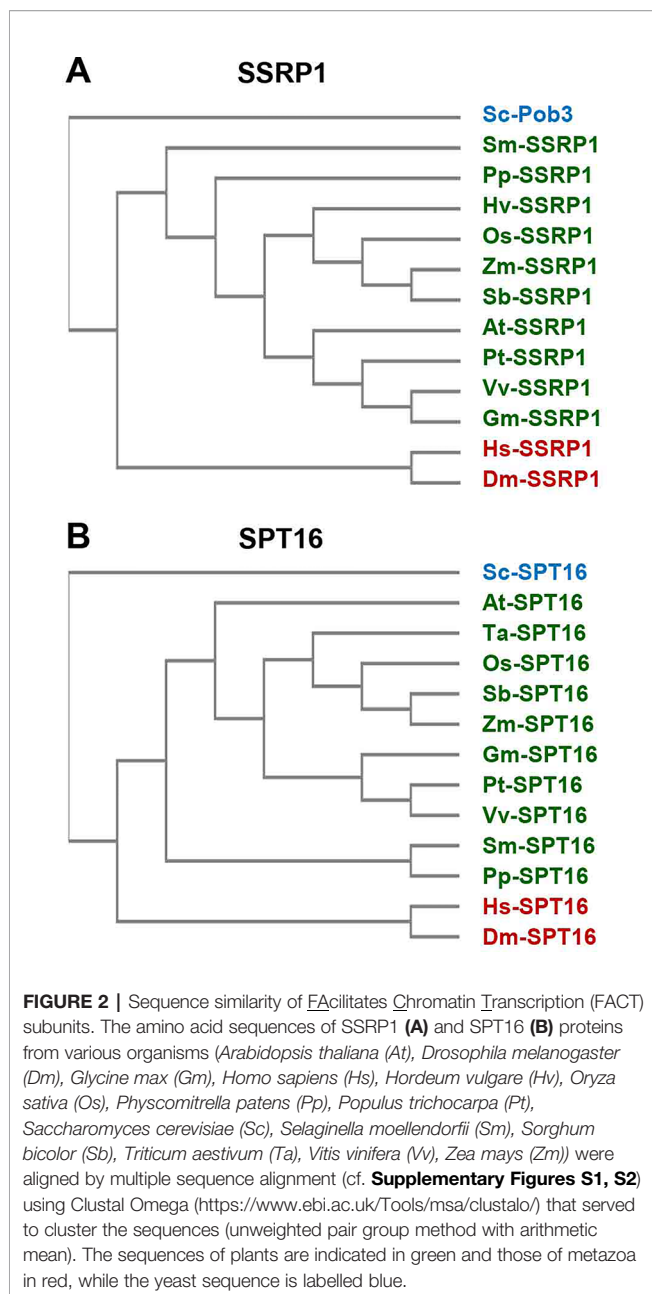 A
SSRP1
Sc-Pob3
Sm-SSRP1
Pp-SSRP1
Hv-SSRP1
Os-SSRP1
Zm-SSRP1
Sb-SSRP1
At-SSRP1
Pt-SSRP1
Vv-SSRP1
Gm-SSRP1
Hs-SSRP1
Dm-SSRP1
B
SPT16
Sc-SPT16
At-SPT16
Ta-SPT16
Os-SPT16
Sb-SPT16
Zm-SPT16
Gm-SPT16
Pt-SPT16
Vv-SPT16
Sm-SPT16
Pp-SPT16
Hs-SPT16
Dm-SPT16
FIGURE 2 | Sequence similarity of FAcilitates Chromatin Transcription (FACT)
subunits. The amino acid sequences of SSRP1 (A) and SPT16 (B) proteins
from various organisms (Arabidopsis thaliana (At), Drosophila melanogaster
(Dm), Glycine max (Gm), Homo sapiens (Hs), Hordeum vulgare (Hv), Oryza
sativa (Os), Physcomitrella patens (Pp), Populus trichocarpa (Pt),
Saccharomyces cerevisiae (Sc), Selaginella moellendorfii (Sm), Sorghum
bicolor (Sb), Triticum aestivum (Ta), Vitis vinifera (Vv), Zea mays (Zm)) were
aligned by multiple sequence alignment (cf. Supplementary Figures S1, S2)
using Clustal Omega (https://www.ebi.ac.uk/Tools/msa/clustalo/) that served
to cluster the sequences (unweighted pair group method with arithmetic
mean). The sequences of plants are indicated in green and those of metazoa
in red, while the yeast sequence is labelled blue.